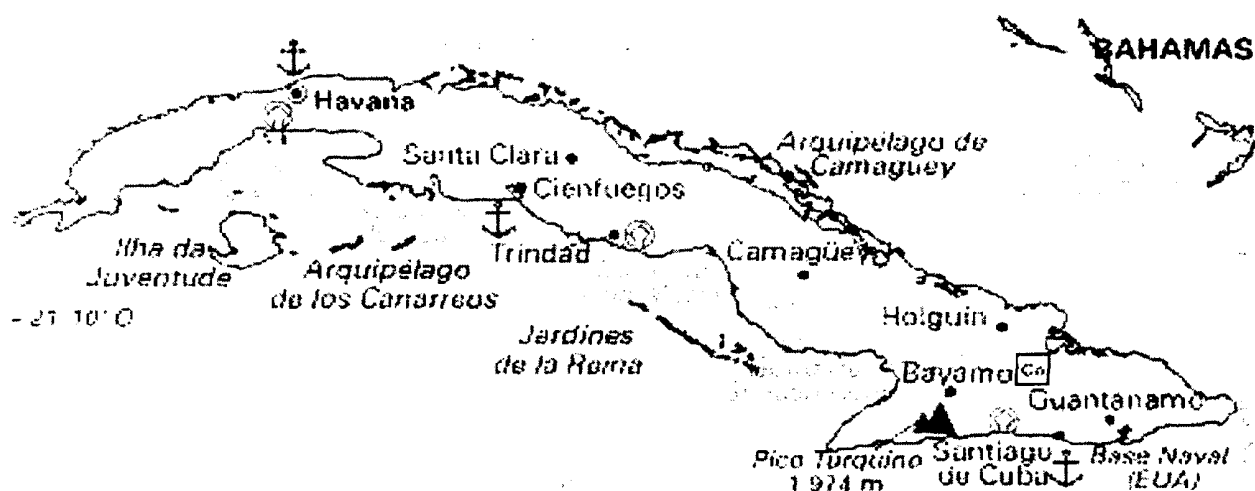 BAHAMAS
Havana
Arquipélago de
Camaguey
Santa Clara
Cienfuegos
Ilha da
Juventude
Arquipélago
de los Canarreos
Trindad
Camagüey
Jardines
de la Reina
Holguin
Bayamo
Guantanamo
Pico Turquino
1.974 m
Santiago
de Cuba
Base Naval
(EUA)